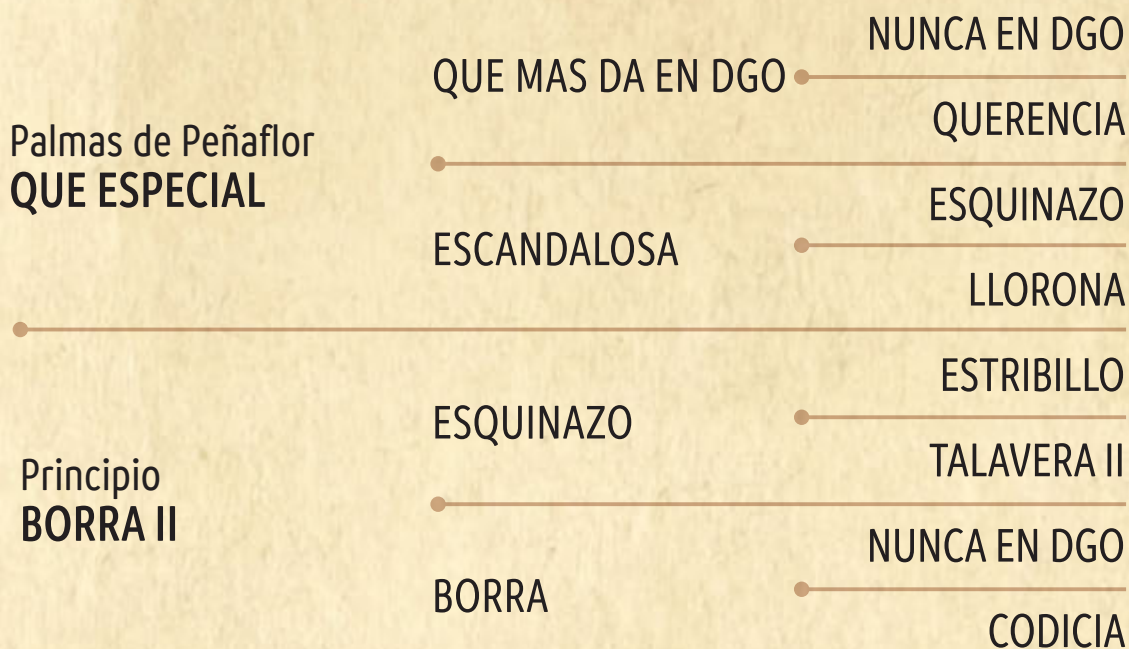 Palmas de Peñaflor
QUE ESPECIAL
QUE MAS DA EN DGO
NUNCA EN DGO
QUERENCIA
ESCANDALOSA
ESQUINAZO
LLORONA
Principio
BORRA II
ESQUINAZO
ESTRIBILLO
TALAVERA II
BORRA
NUNCA EN DGO
CODICIA